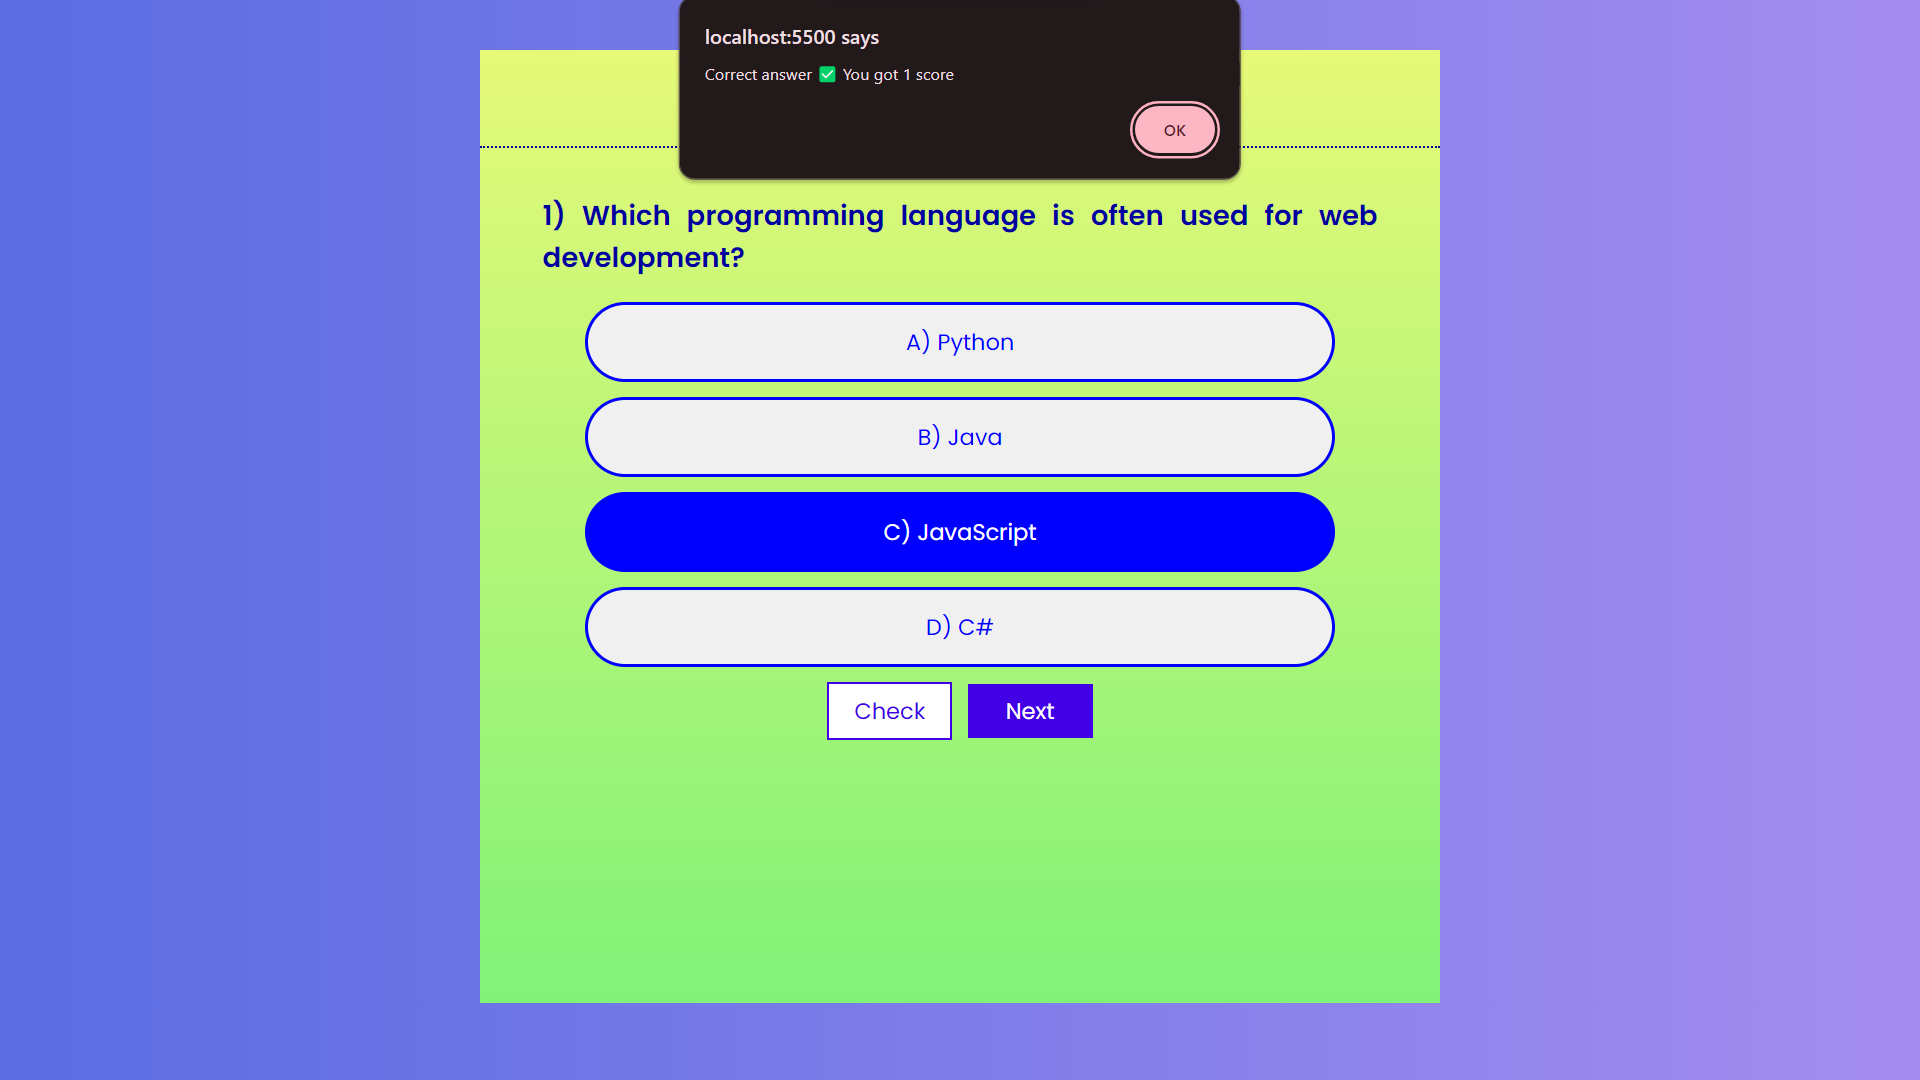 localhost:5500 says
Correct answer ✅ You got 1 score
OK
1) Which programming language is often used for web
development?
A) Python
B) Java
C) JavaScript
D) C#
Check
Next